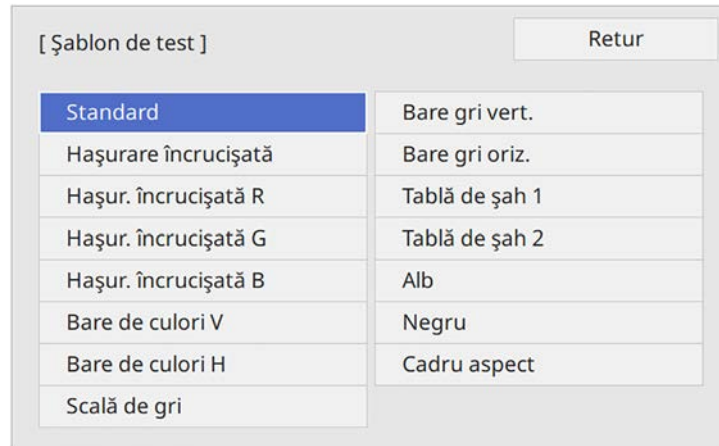 [ Şablon de test ]
Retur
Standard
Haşurare încrucişată
Haşur. încrucişată R
Haşur. încrucişată G
Haşur. încrucişată B
Bare de culori V
Bare de culori H
Scală de gri
Bare gri vert.
Bare gri oriz.
Tablă de şah 1
Tablă de şah 2
Alb
Negru
Cadru aspect